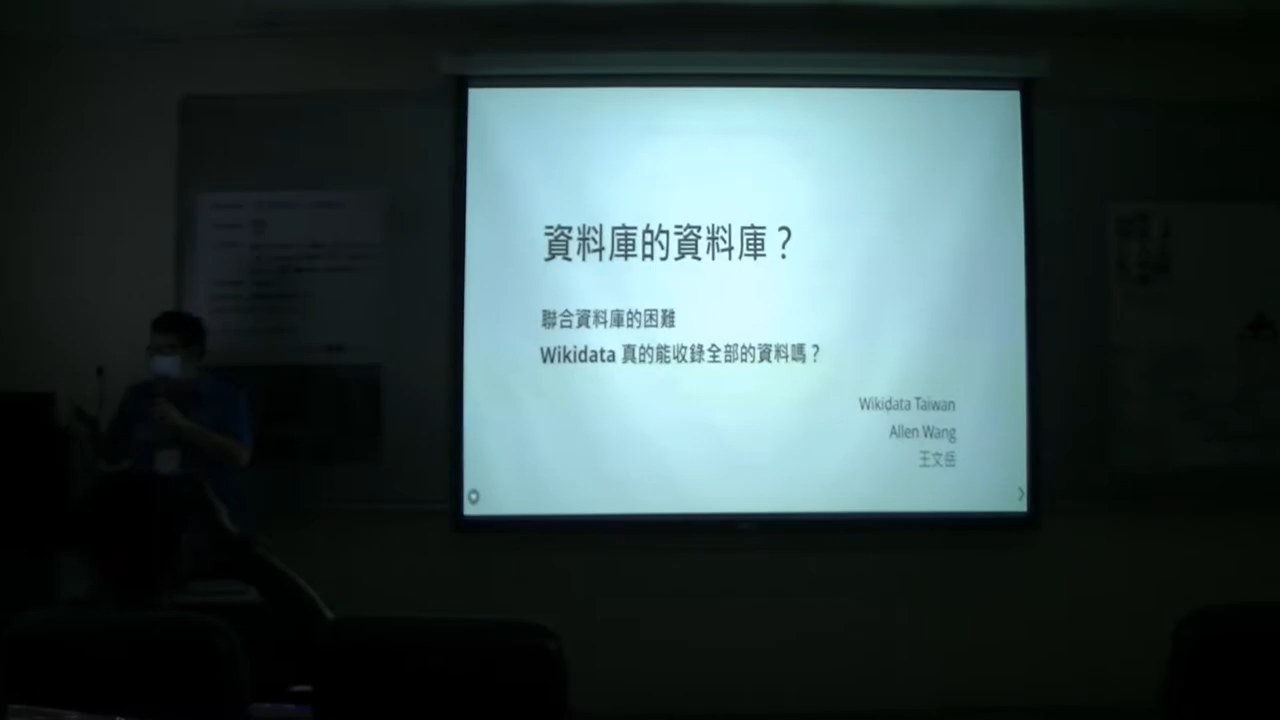 資料庫的資料庫？
聯合資料庫的困難
Wikidata 真的能收錄全部的資料嗎？
Wikidata Taiwan
Allen Wang
王文岳